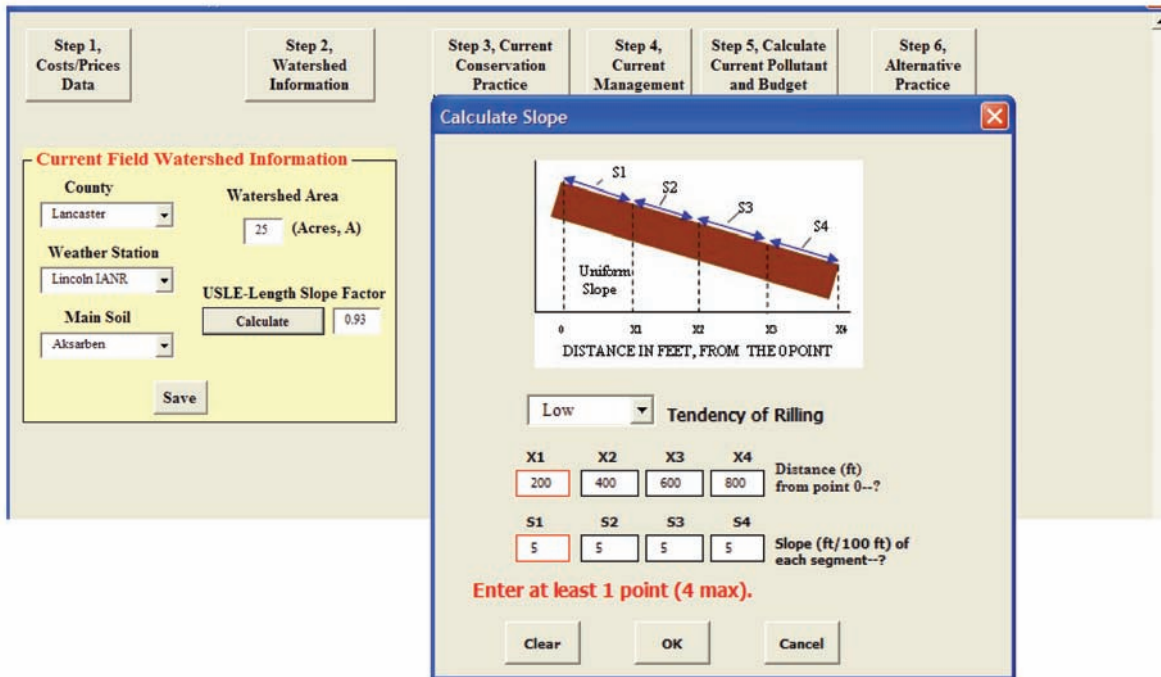 Step 1,
Costs/Prices
Data
Step 2,
Watershed
Information
Step 3, Current
Conservation
Practice
Step 4,
Current
Management
Step 5, Calculate
Current Pollutant
and Budget
Step 6,
Alternative
Practice
Current Field Watershed Information
County
Lancaster
Watershed Area
25 (Acres, A)
Weather Station
Lincoln IANR
USLE-Length Slope Factor
Calculate 0.93
Main Soil
Aksarben
Save
Calculate Slope
S1
S2
S3
S4
Uniform
Slope
0 X1 X2 X3 X4
DISTANCE IN FEET, FROM THE 0 POINT
Low Tendency of Rilling
X1 X2 X3 X4
200 400 600 800
Distance (ft)
from point 0--?
S1 S2 S3 S4
5 5 5 5
Slope (ft/100 ft) of
each segment--?
Enter at least 1 point (4 max).
Clear OK Cancel